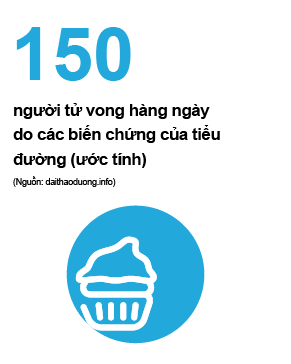 150
người tử vong hàng ngày
do các biến chứng của tiểu
đường (ước tính)
(Nguồn: daithaoduong.info)